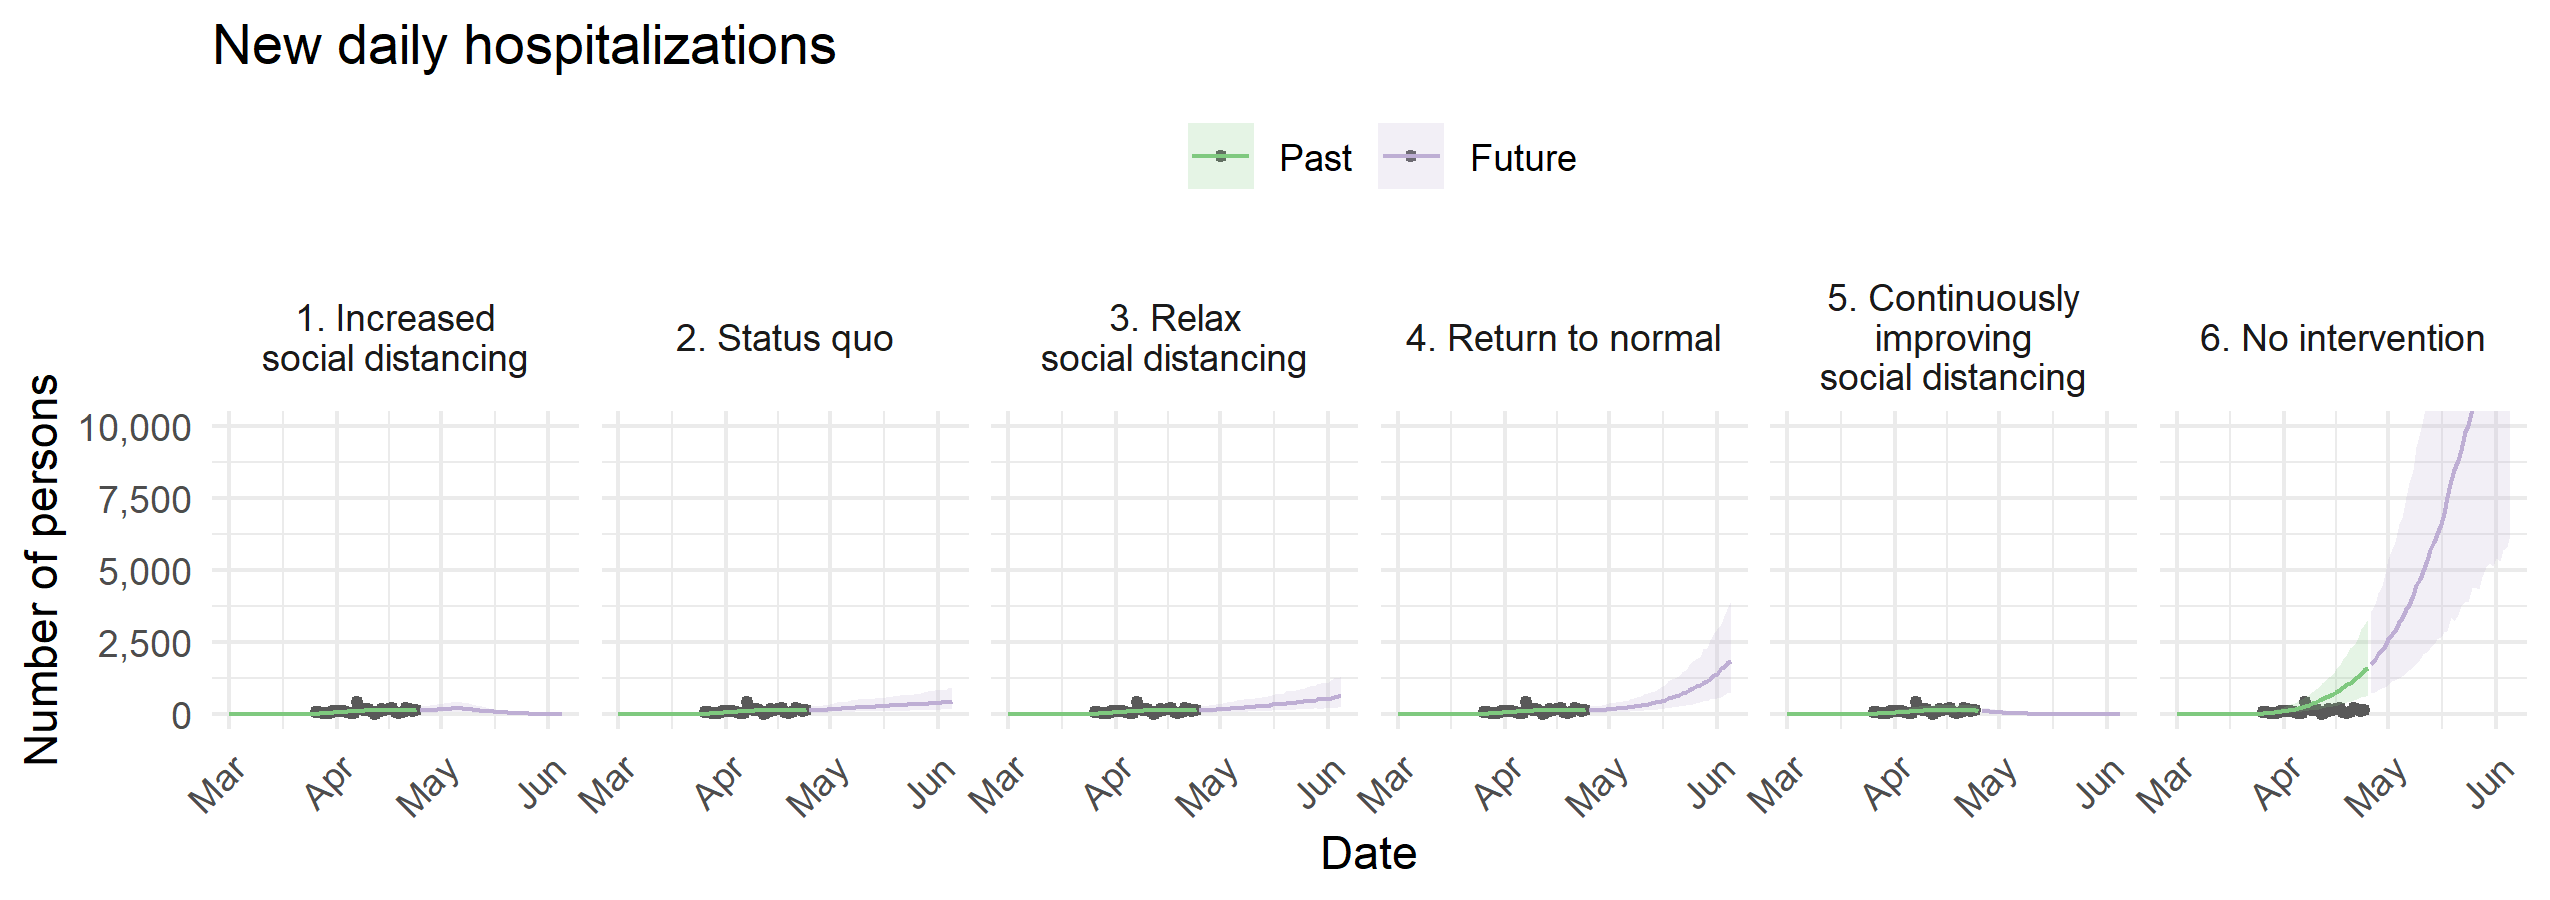 New daily hospitalizations
Past
Future
1. Increased
social distancing
2. Status quo
3. Relax
social distancing
4. Return to normal
5. Continuously
improving
social distancing
6. No intervention
Number of persons
10,000
7,500
5,000
2,500
0
Mar
Apr
May
Jun
Mar
Apr
May
Jun
Mar
Apr
May
Jun
Mar
Apr
May
Jun
Mar
Apr
May
Jun
Mar
Apr
May
Jun
Date